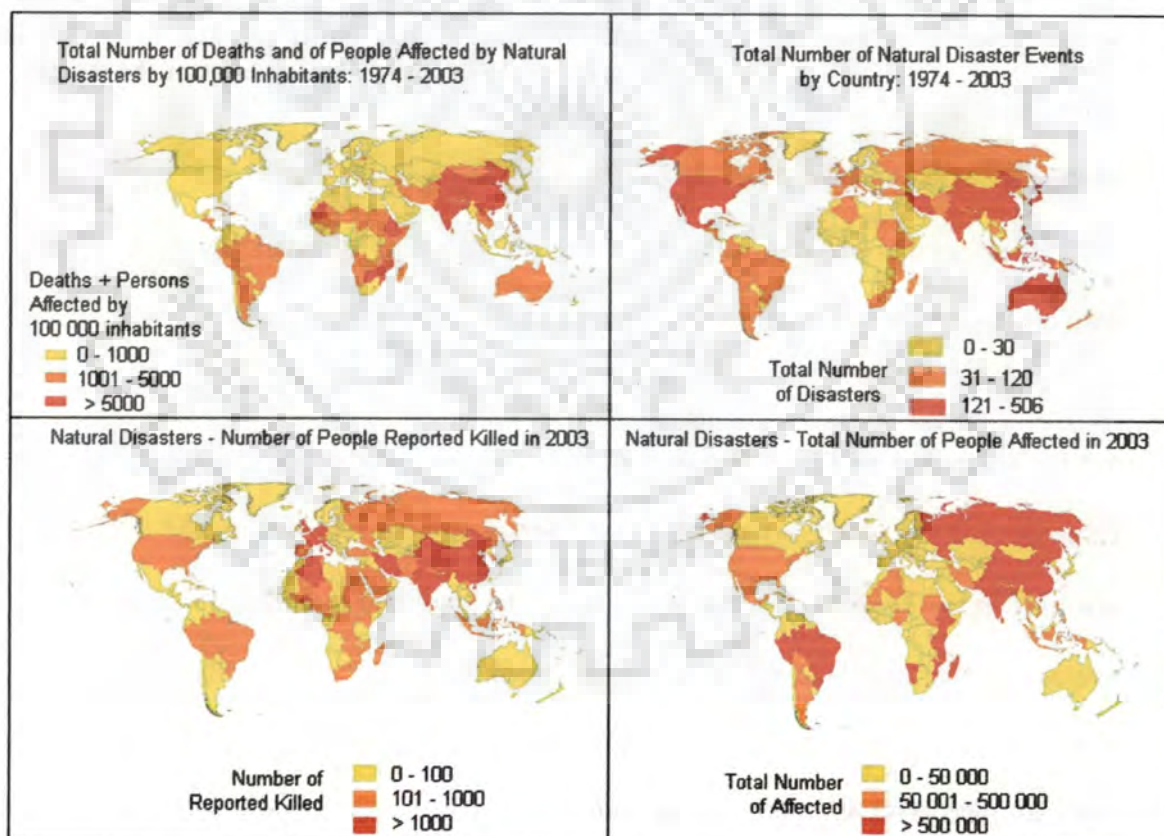 Total Number of Deaths and of People Affected by Natural
Disasters by 100,000 Inhabitants: 1974 - 2003
Deaths + Persons
Affected by
100 000 inhabitants
0 - 1000
1001 - 5000
> 5000
Total Number of Natural Disaster Events
by Country: 1974 - 2003
Total Number
of Disasters
0 - 30
31 - 120
121 - 506
Natural Disasters - Number of People Reported Killed in 2003
Number of
Reported Killed
0 - 100
101 - 1000
> 1000
Natural Disasters - Total Number of People Affected in 2003
Total Number
of Affected
0 - 50 000
50 001 - 500 000
> 500 000